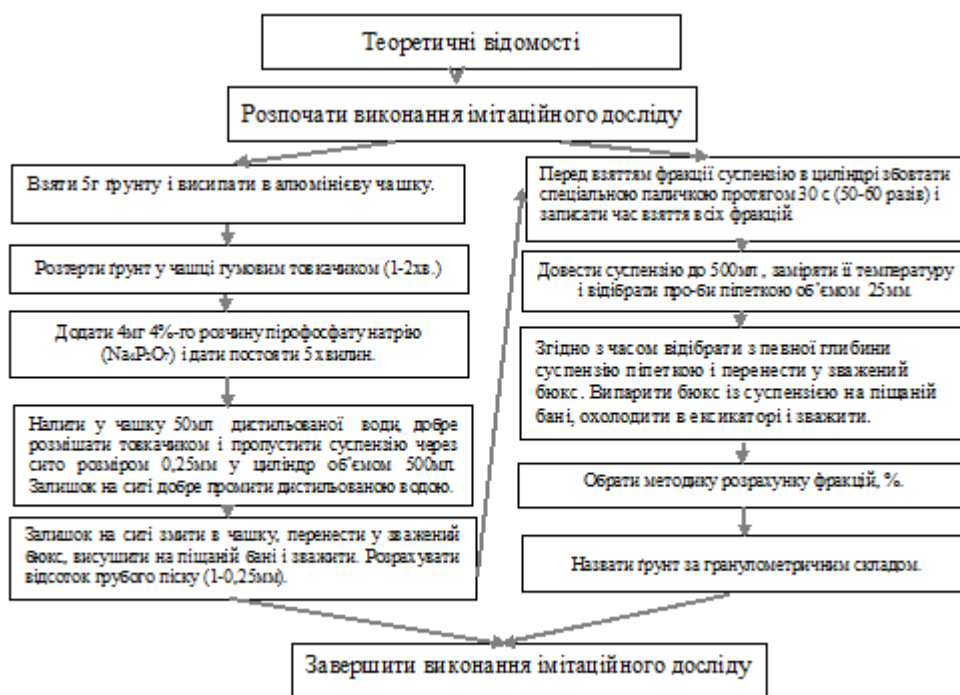 Теоретичні відомості
Розпочати виконання імітаційного досліду
Взяти 5г ґрунту і висипати в алюмінієву чашку.
Розтерти ґрунт у чашці гумовим товкачиком (1-2хв.)
Додати 4мг 4%-го розчину пірофосфату натрію
(Na₄P₂O₇) і дати постояти 5 хвилин.
Налити у чашку 50мл дистильованої води, добре
розмішати товкачиком і пропустити суспензію через
сито розміром 0,25мм у циліндр об'ємом 500мл.
Залишок на ситі добре промити дистильованою водою.
Залишок на ситі змити в чашку, перенести у зважений
бюкс, висушити на піщаній бані і зважити. Розрахувати
відсоток грубого піску (1-0,25мм).
Перед взяттям фракції суспензію в циліндрі збовтати
спеціальною паличкою протягом 30 с (50-60 разів) і
записати час взяття всіх фракцій.
Довести суспензію до 500мл , заміряти її температуру
і відібрати про-би піпеткою об'ємом 25мм.
Згідно з часом відібрати з певної глибини
суспензію піпеткою і перенести у зважений
бюкс. Випарити бюкс із суспензією на піщаній
бані, охолодити в ексикаторі і зважити.
Обрати методику розрахунку фракцій, %.
Назвати ґрунт за гранулометричним складом.
Завершити виконання імітаційного досліду